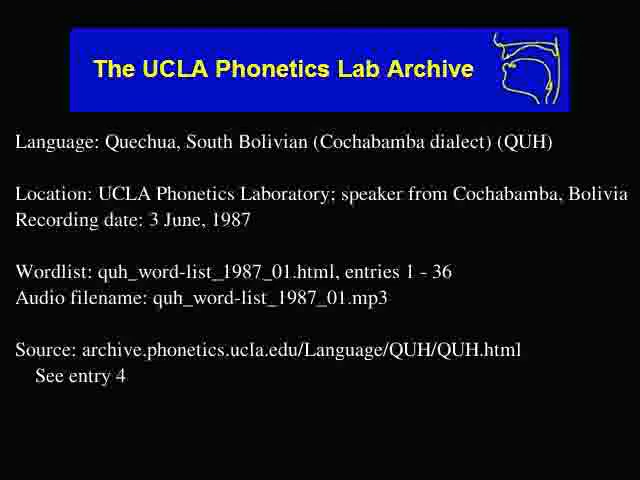 The UCLA Phonetics Lab Archive
Language: Quechua, South Bolivian (Cochabamba dialect) (QUH)
Location: UCLA Phonetics Laboratory; speaker from Cochabamba, Bolivia
Recording date: 3 June, 1987
Wordlist: quh_word-list_1987_01.html, entries 1 - 36
Audio filename: quh_word-list_1987_01.mp3
Source: archive.phonetics.ucla.edu/Language/QUH/QUH.html
See entry 4